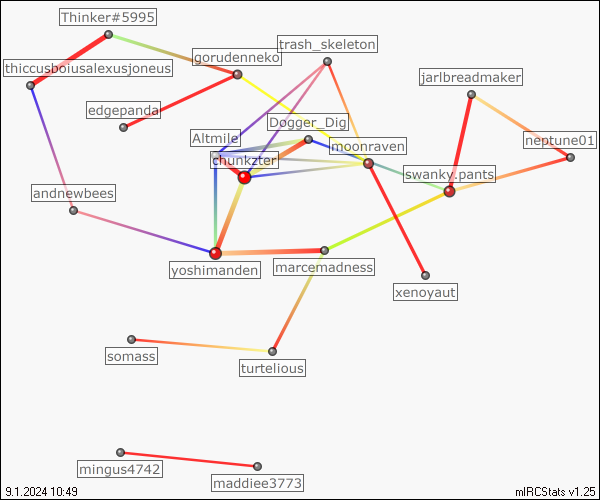 Thinker#5995
trash_skeleton
gorudenneko
thiccusboiusalexusjoneus
jarlbreadmaker
edgepanda
Døgger_Dig
Altmile
moonraven
neptune01
chunkzter
swanky.pants
andnewbees
yoshimanden
marcemadness
xenoyaut
somass
turtelious
mingus4742
maddiee3773
9.1.2024 10:49
mIRCStats v1.25